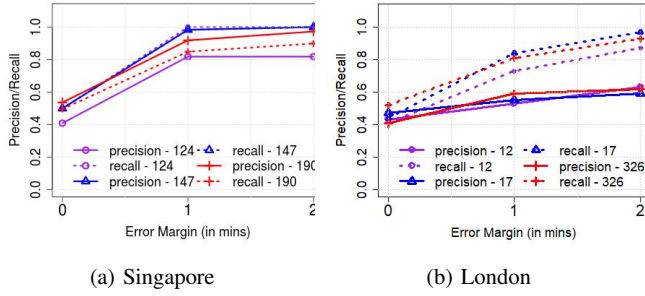 Precision/Recall
1.0
0.8
0.6
0.4
0.2
0.0
precision - 124
recall - 124
precision - 147
recall - 147
precision - 190
recall - 190
0 1 2
Error Margin (in mins)
(a) Singapore
Precision/Recall
1.0
0.8
0.6
0.4
0.2
0.0
precision - 12
recall - 12
precision - 17
recall - 17
precision - 326
recall - 326
0 1 2
Error Margin (in mins)
(b) London